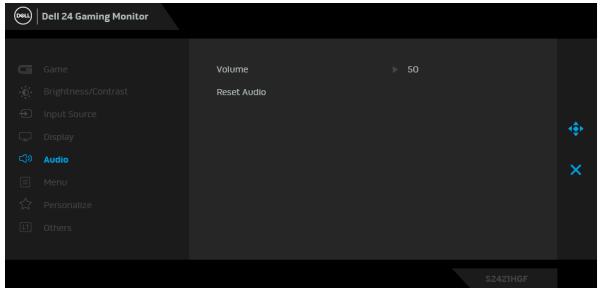 DELL Dell 24 Gaming Monitor
Game
Volume 50
Brightness/Contrast
Reset Audio
Input Source
Display
Audio
Menu
Personalize
Others
S2421HGF